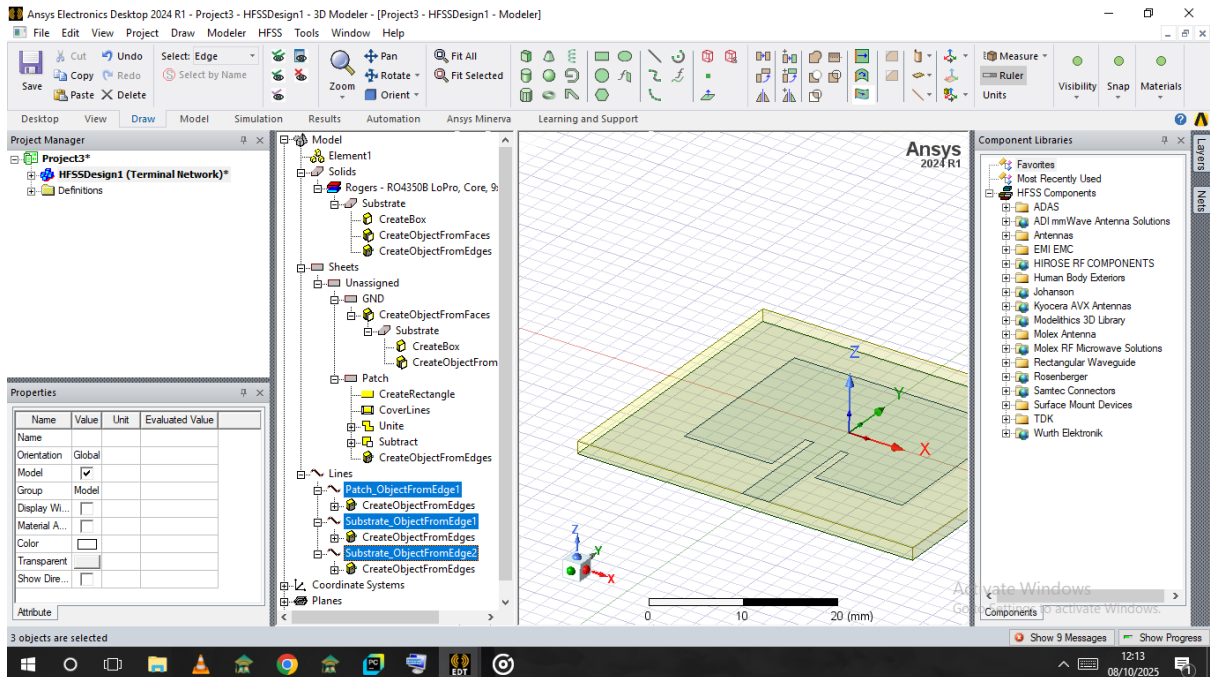 Ansys Electronics Desktop 2024 R1 - Project3 - HFSSDesign1 - 3D Modeler - [Project3 - HFSSDesign1 - Modeler]
File Edit View Project Draw Modeler HFSS Tools Window Help
Save
Cut
Copy
Paste
Undo
Redo
Delete
Select: Edge
Select by Name
Zoom
Pan
Rotate
Orient
Fit All
Fit Selected
Measure
Ruler
Units
Visibility
Snap
Materials
Desktop View Draw Model Simulation Results Automation Ansys Minerva Learning and Support
Project Manager
Project3*
HFSSDesign1 (Terminal Network)*
Definitions
Properties
Name Value Unit Evaluated Value
Name
Orientation Global
Model
Group Model
Display Wi...
Material A...
Color
Transparent
Show Dire...
Attribute
Model
Element1
Solids
Rogers - RO4350B LoPro, Core, 9
Substrate
CreateBox
CreateObjectFromFaces
CreateObjectFromEdges
Sheets
Unassigned
GND
CreateObjectFromFaces
Substrate
CreateBox
CreateObjectFrom
Patch
CreateRectangle
CoverLines
Unite
Subtract
CreateObjectFromEdges
Lines
Patch_ObjectFromEdge1
CreateObjectFromEdges
Substrate_ObjectFromEdge1
CreateObjectFromEdges
Substrate_ObjectFromEdge2
CreateObjectFromEdges
Coordinate Systems
Planes
Ansys
2024 R1
Z
Y
X
Z
Y
X
0 10 20 (mm)
Component Libraries
Favorites
Most Recently Used
HFSS Components
ADAS
ADI mmWave Antenna Solutions
Antennas
EMI EMC
HIROSE RF COMPONENTS
Human Body Exteriors
Johanson
Kyocera AVX Antennas
Modelithics 3D Library
Molex Antenna
Molex RF Microwave Solutions
Rectangular Waveguide
Rosenberger
Samtec Connectors
Surface Mount Devices
TDK
Wurth Elektronik
Components
Layers
Nets
Activate Windows
Go to Settings to activate Windows.
3 objects are selected
Show 9 Messages
Show Progress
PC
EDT
12:13
08/10/2025
1